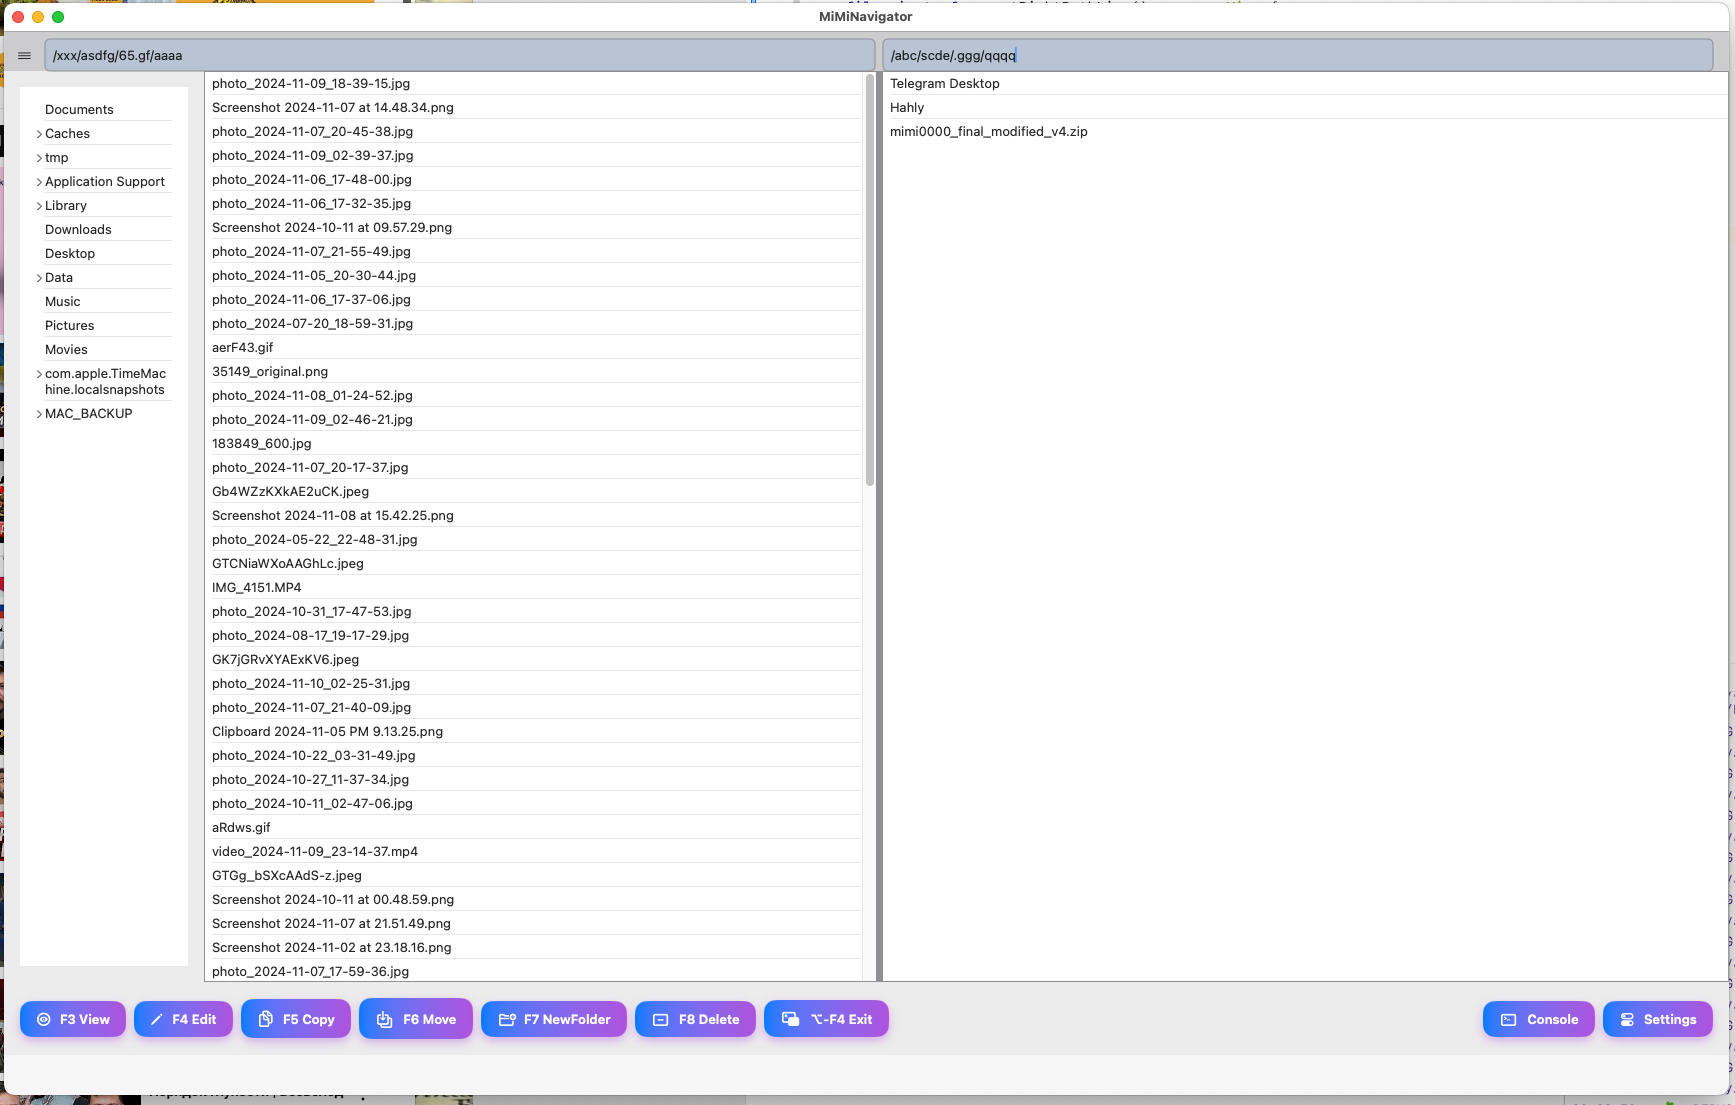 MiMiNavigator
/xxx/asdfg/65.gf/aaaa
/abc/scde/.ggg/qqqq
Documents
Caches
tmp
Application Support
Library
Downloads
Desktop
Data
Music
Pictures
Movies
com.apple.TimeMac
hine.localsnapshots
MAC_BACKUP
photo_2024-11-09_18-39-15.jpg
Screenshot 2024-11-07 at 14.48.34.png
photo_2024-11-07_20-45-38.jpg
photo_2024-11-09_02-39-37.jpg
photo_2024-11-06_17-48-00.jpg
photo_2024-11-06_17-32-35.jpg
Screenshot 2024-10-11 at 09.57.29.png
photo_2024-11-07_21-55-49.jpg
photo_2024-11-05_20-30-44.jpg
photo_2024-11-06_17-37-06.jpg
photo_2024-07-20_18-59-31.jpg
aerF43.gif
35149_original.png
photo_2024-11-08_01-24-52.jpg
photo_2024-11-09_02-46-21.jpg
183849_600.jpg
photo_2024-11-07_20-17-37.jpg
Gb4WZzKXkAE2uCK.jpeg
Screenshot 2024-11-08 at 15.42.25.png
photo_2024-05-22_22-48-31.jpg
GTCNiaWXoAAGhLc.jpeg
IMG_4151.MP4
photo_2024-10-31_17-47-53.jpg
photo_2024-08-17_19-17-29.jpg
GK7jGRvXYAExKV6.jpeg
photo_2024-11-10_02-25-31.jpg
photo_2024-11-07_21-40-09.jpg
Clipboard 2024-11-05 PM 9.13.25.png
photo_2024-10-22_03-31-49.jpg
photo_2024-10-27_11-37-34.jpg
photo_2024-10-11_02-47-06.jpg
aRdws.gif
video_2024-11-09_23-14-37.mp4
GTGg_bSXcAAdS-z.jpeg
Screenshot 2024-10-11 at 00.48.59.png
Screenshot 2024-11-07 at 21.51.49.png
Screenshot 2024-11-02 at 23.18.16.png
photo_2024-11-07_17-59-36.jpg
Telegram Desktop
Hahly
mimi0000_final_modified_v4.zip
F3 View
F4 Edit
F5 Copy
F6 Move
F7 NewFolder
F8 Delete
⌥-F4 Exit
Console
Settings